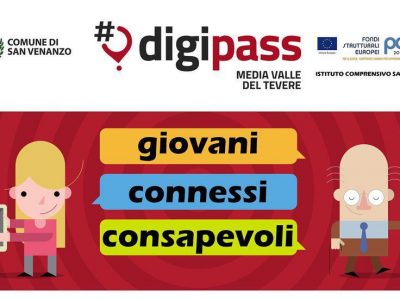 COMUNE DI
SAN VENANZO
#digipass
MEDIA VALLE
DEL TEVERE
FONDI
STRUTTURALI
EUROPEI
ISTITUTO COMPRENSIVO SA
giovani
connessi
consapevoli